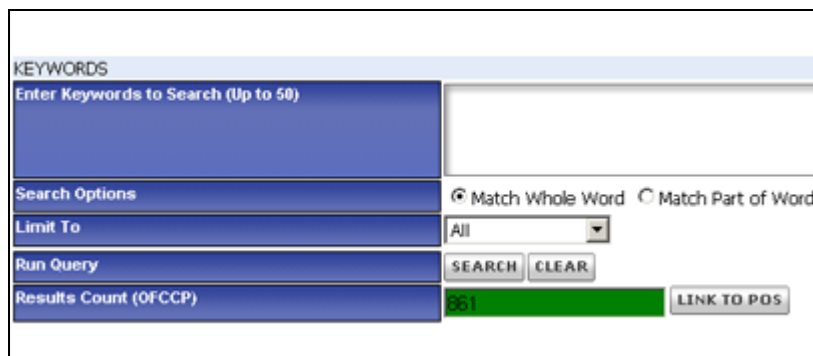 KEYWORDS
Enter Keywords to Search (Up to 50)
Search Options Match Whole Word Match Part of Word
Limit To All
Run Query SEARCH CLEAR
Results Count (OFCCP) 861 LINK TO POS